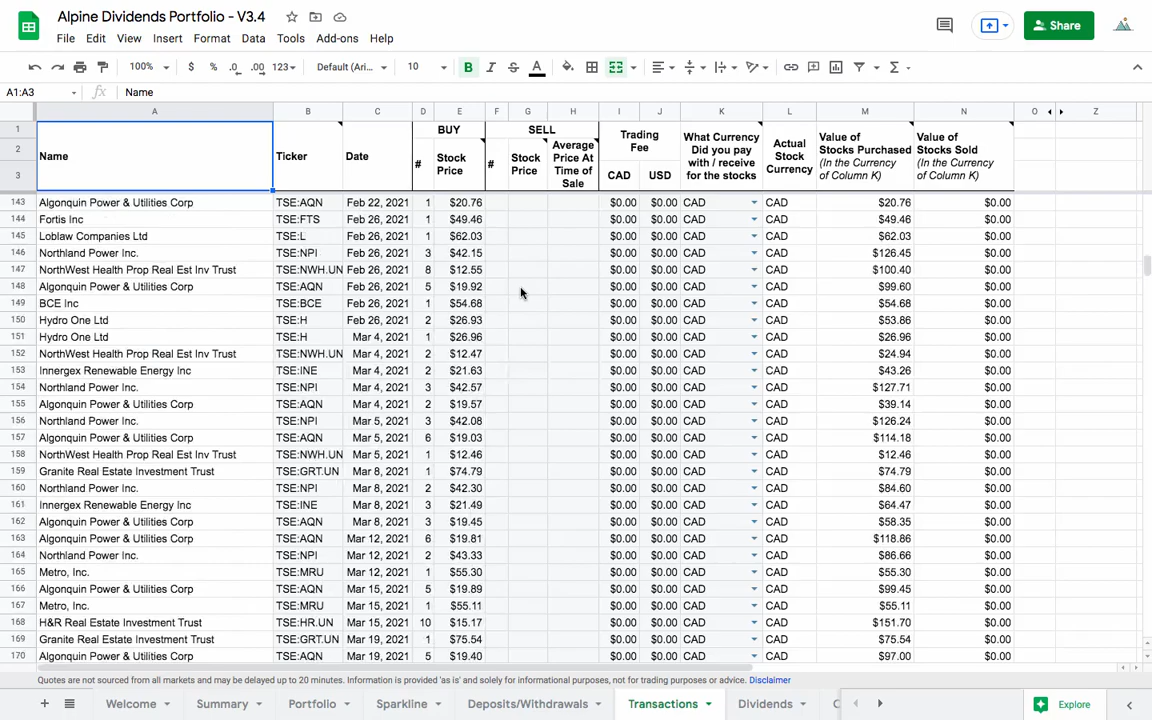 Alpine Dividends Portfolio - V3.4
File Edit View Insert Format Data Tools Add-ons Help
Share
100% $ % .0 .00 123 Default (Ari... 10 B I S A
A1:A3 fx Name
A B C D E F G H I J K L M N O Z
1 2 3
Name Ticker Date
BUY # Stock Price
SELL # Stock Price Average Price At Time of Sale
Trading Fee CAD USD
What Currency Did you pay with / receive for the stocks
Actual Stock Currency
Value of Stocks Purchased (In the Currency of Column K)
Value of Stocks Sold (In the Currency of Column K)
143 Algonquin Power & Utilities Corp TSE:AQN Feb 22, 2021 1 $20.76 $0.00 $0.00 CAD CAD $20.76 $0.00
144 Fortis Inc TSE:FTS Feb 26, 2021 1 $49.46 $0.00 $0.00 CAD CAD $49.46 $0.00
145 Loblaw Companies Ltd TSE:L Feb 26, 2021 1 $62.03 $0.00 $0.00 CAD CAD $62.03 $0.00
146 Northland Power Inc. TSE:NPI Feb 26, 2021 3 $42.15 $0.00 $0.00 CAD CAD $126.45 $0.00
147 NorthWest Health Prop Real Est Inv Trust TSE:NWH.UN Feb 26, 2021 8 $12.55 $0.00 $0.00 CAD CAD $100.40 $0.00
148 Algonquin Power & Utilities Corp TSE:AQN Feb 26, 2021 5 $19.92 $0.00 $0.00 CAD CAD $99.60 $0.00
149 BCE Inc TSE:BCE Feb 26, 2021 1 $54.68 $0.00 $0.00 CAD CAD $54.68 $0.00
150 Hydro One Ltd TSE:H Feb 26, 2021 2 $26.93 $0.00 $0.00 CAD CAD $53.86 $0.00
151 Hydro One Ltd TSE:H Mar 4, 2021 1 $26.96 $0.00 $0.00 CAD CAD $26.96 $0.00
152 NorthWest Health Prop Real Est Inv Trust TSE:NWH.UN Mar 4, 2021 2 $12.47 $0.00 $0.00 CAD CAD $24.94 $0.00
153 Innergex Renewable Energy Inc TSE:INE Mar 4, 2021 2 $21.63 $0.00 $0.00 CAD CAD $43.26 $0.00
154 Northland Power Inc. TSE:NPI Mar 4, 2021 3 $42.57 $0.00 $0.00 CAD CAD $127.71 $0.00
155 Algonquin Power & Utilities Corp TSE:AQN Mar 4, 2021 2 $19.57 $0.00 $0.00 CAD CAD $39.14 $0.00
156 Northland Power Inc. TSE:NPI Mar 5, 2021 3 $42.08 $0.00 $0.00 CAD CAD $126.24 $0.00
157 Algonquin Power & Utilities Corp TSE:AQN Mar 5, 2021 6 $19.03 $0.00 $0.00 CAD CAD $114.18 $0.00
158 NorthWest Health Prop Real Est Inv Trust TSE:NWH.UN Mar 5, 2021 1 $12.46 $0.00 $0.00 CAD CAD $12.46 $0.00
159 Granite Real Estate Investment Trust TSE:GRT.UN Mar 8, 2021 1 $74.79 $0.00 $0.00 CAD CAD $74.79 $0.00
160 Northland Power Inc. TSE:NPI Mar 8, 2021 2 $42.30 $0.00 $0.00 CAD CAD $84.60 $0.00
161 Innergex Renewable Energy Inc TSE:INE Mar 8, 2021 3 $21.49 $0.00 $0.00 CAD CAD $64.47 $0.00
162 Algonquin Power & Utilities Corp TSE:AQN Mar 8, 2021 3 $19.45 $0.00 $0.00 CAD CAD $58.35 $0.00
163 Algonquin Power & Utilities Corp TSE:AQN Mar 12, 2021 6 $19.81 $0.00 $0.00 CAD CAD $118.86 $0.00
164 Northland Power Inc. TSE:NPI Mar 12, 2021 2 $43.33 $0.00 $0.00 CAD CAD $86.66 $0.00
165 Metro, Inc. TSE:MRU Mar 12, 2021 1 $55.30 $0.00 $0.00 CAD CAD $55.30 $0.00
166 Algonquin Power & Utilities Corp TSE:AQN Mar 15, 2021 5 $19.89 $0.00 $0.00 CAD CAD $99.45 $0.00
167 Metro, Inc. TSE:MRU Mar 15, 2021 1 $55.11 $0.00 $0.00 CAD CAD $55.11 $0.00
168 H&R Real Estate Investment Trust TSE:HR.UN Mar 15, 2021 10 $15.17 $0.00 $0.00 CAD CAD $151.70 $0.00
169 Granite Real Estate Investment Trust TSE:GRT.UN Mar 19, 2021 1 $75.54 $0.00 $0.00 CAD CAD $75.54 $0.00
170 Algonquin Power & Utilities Corp TSE:AQN Mar 19, 2021 5 $19.40 $0.00 $0.00 CAD CAD $97.00 $0.00
Quotes are not sourced from all markets and may be delayed up to 20 minutes. Information is provided 'as is' and solely for informational purposes, not for trading purposes or advice. Disclaimer
Welcome Summary Portfolio Sparkline Deposits/Withdrawals Transactions Dividends Explore